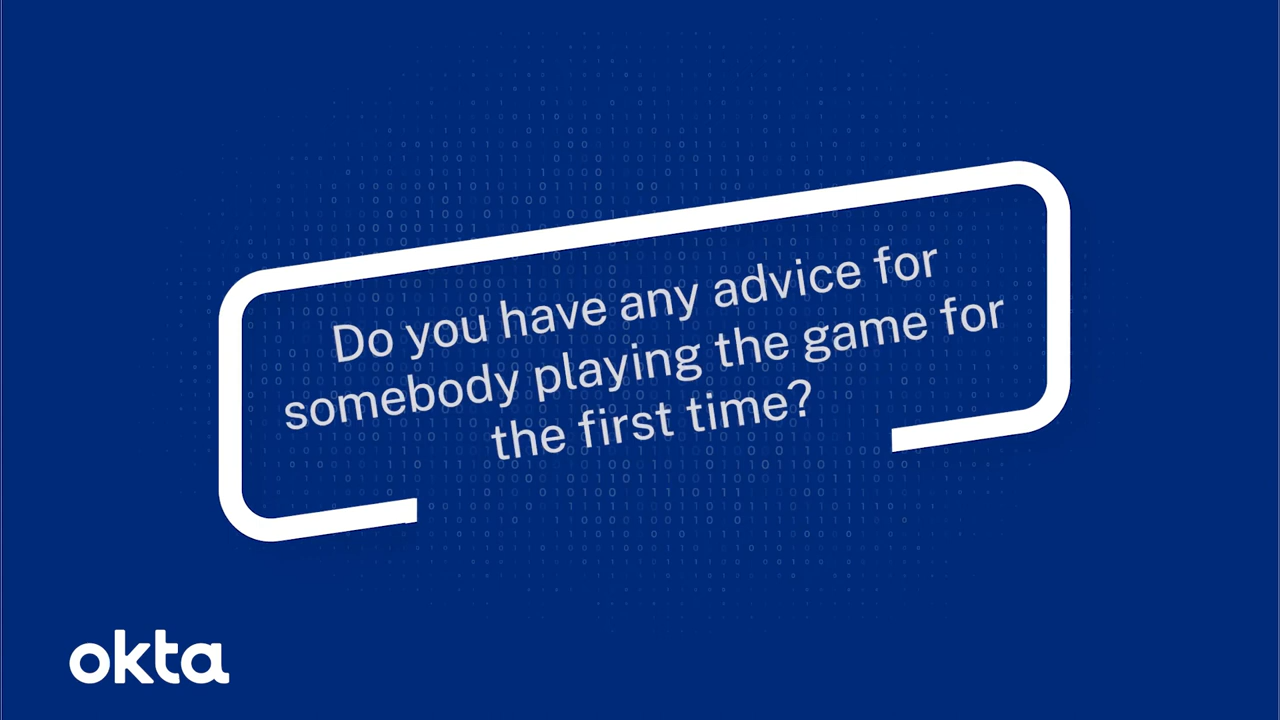 Do you have any advice for
somebody playing the game for
the first time?
okta